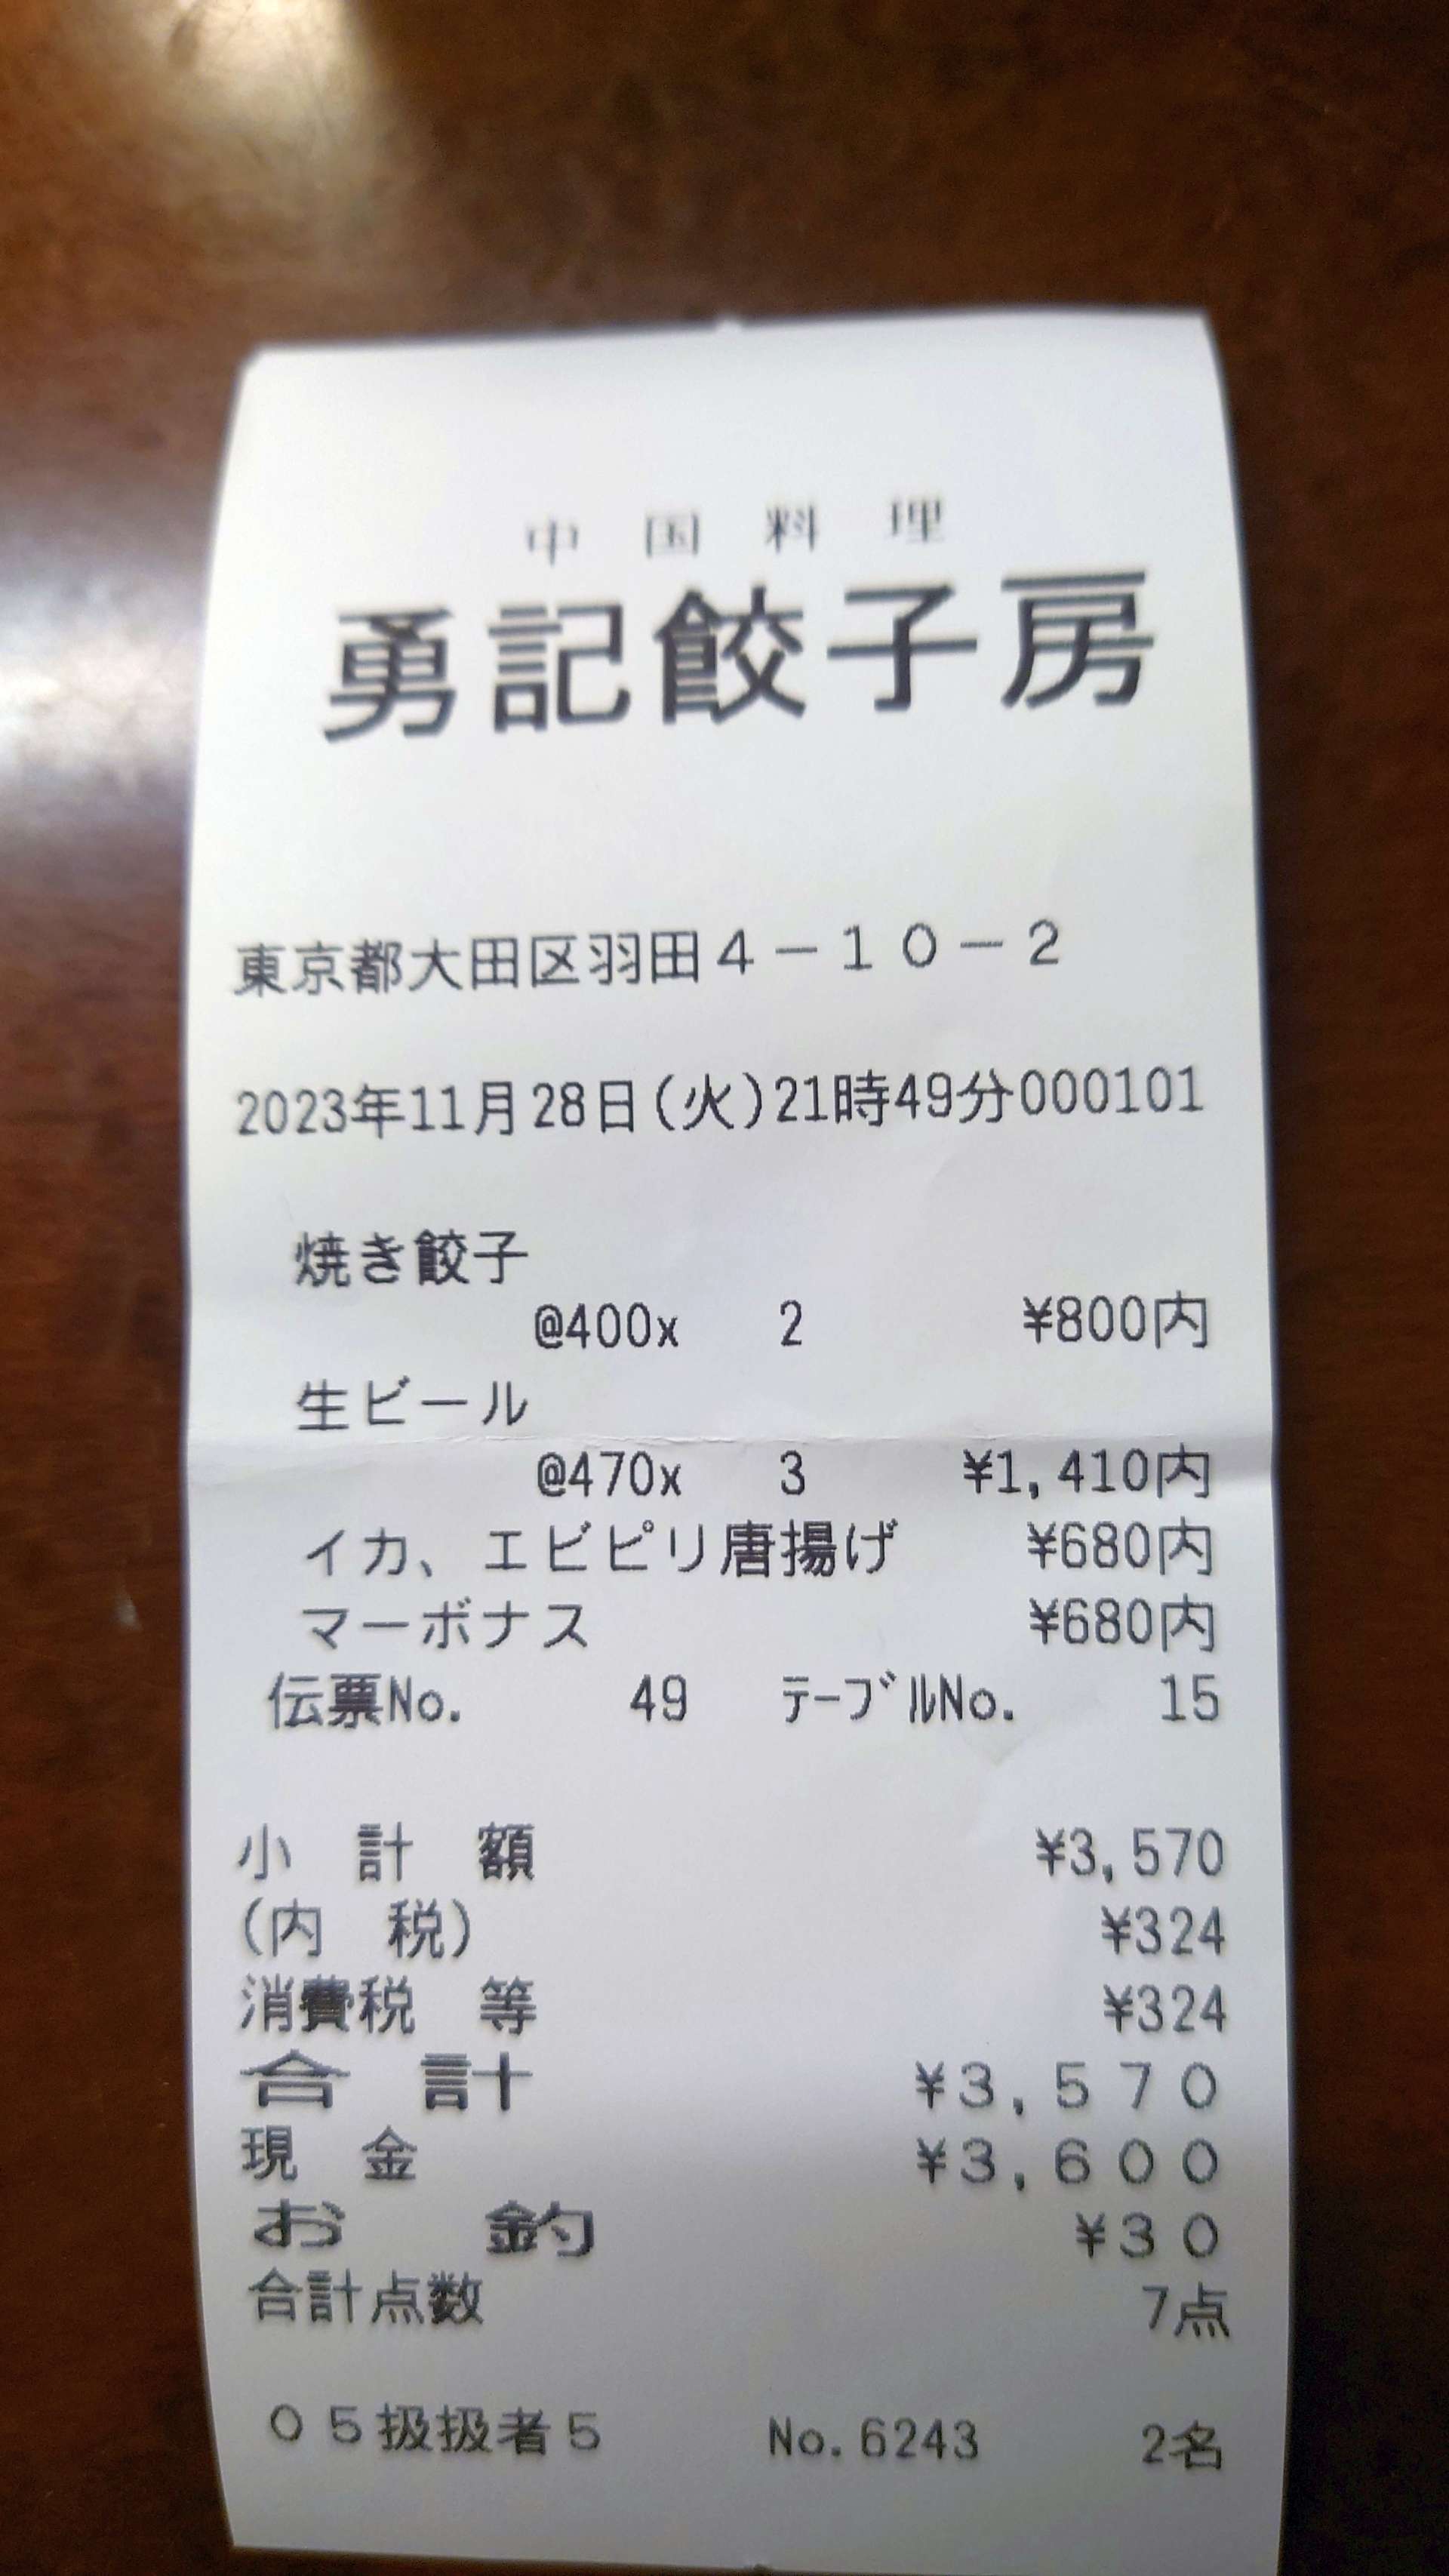 中国料理
勇記餃子房
東京都大田区羽田4-10-2
2023年11月28日(火)21時49分000101
焼き餃子
@400x 2 ¥800内
生ビール
@470x 3 ¥1,410内
イカ、エビピリ唐揚げ ¥680内
マーボナス ¥680内
伝票No. 49 テーブルNo. 15
小計額 ¥3,570
(内税) ¥324
消費税等 ¥324
合計 ¥3,570
現金 ¥3,600
お釣 ¥30
合計点数 7点
05扱扱者5 No.6243 2名